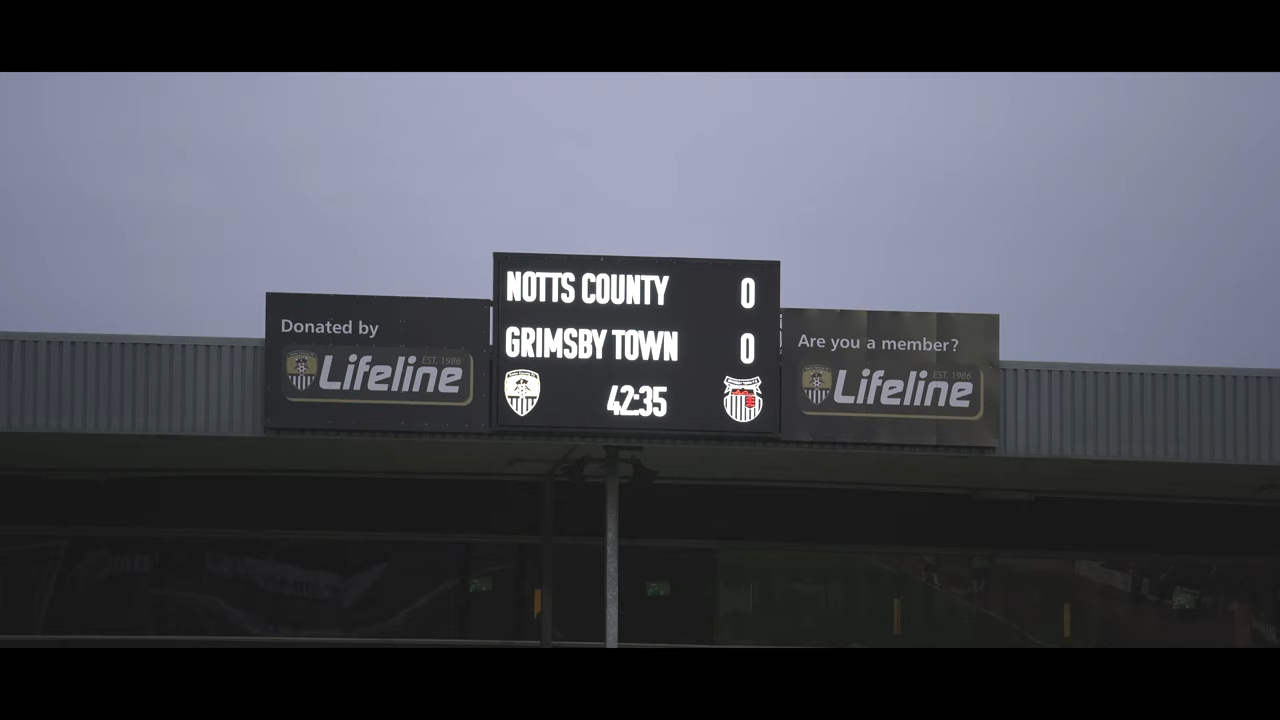 Donated by
EST. 1986
Lifeline
NOTTS COUNTY 0
GRIMSBY TOWN 0
42:35
Are you a member?
EST. 1986
Lifeline